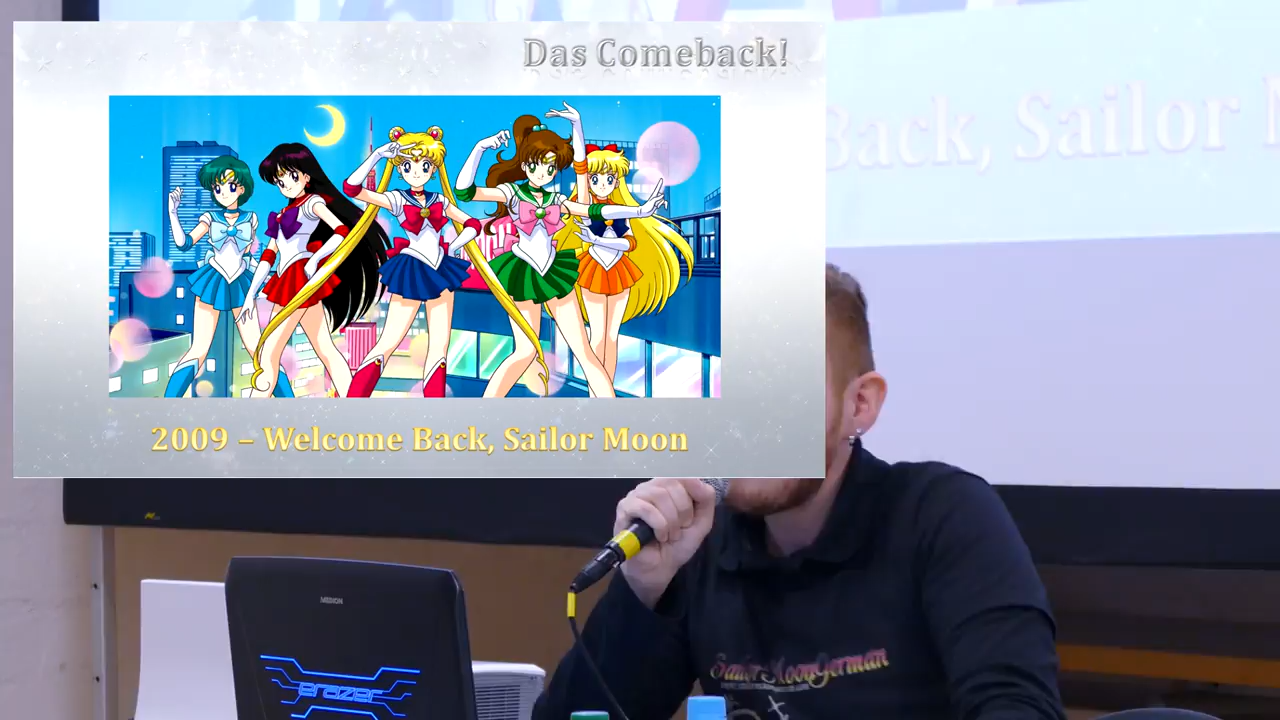 Das Comeback!
2009 – Welcome Back, Sailor Moon
Back, Sailor
MEDION
erazer
SailorMoonGerman